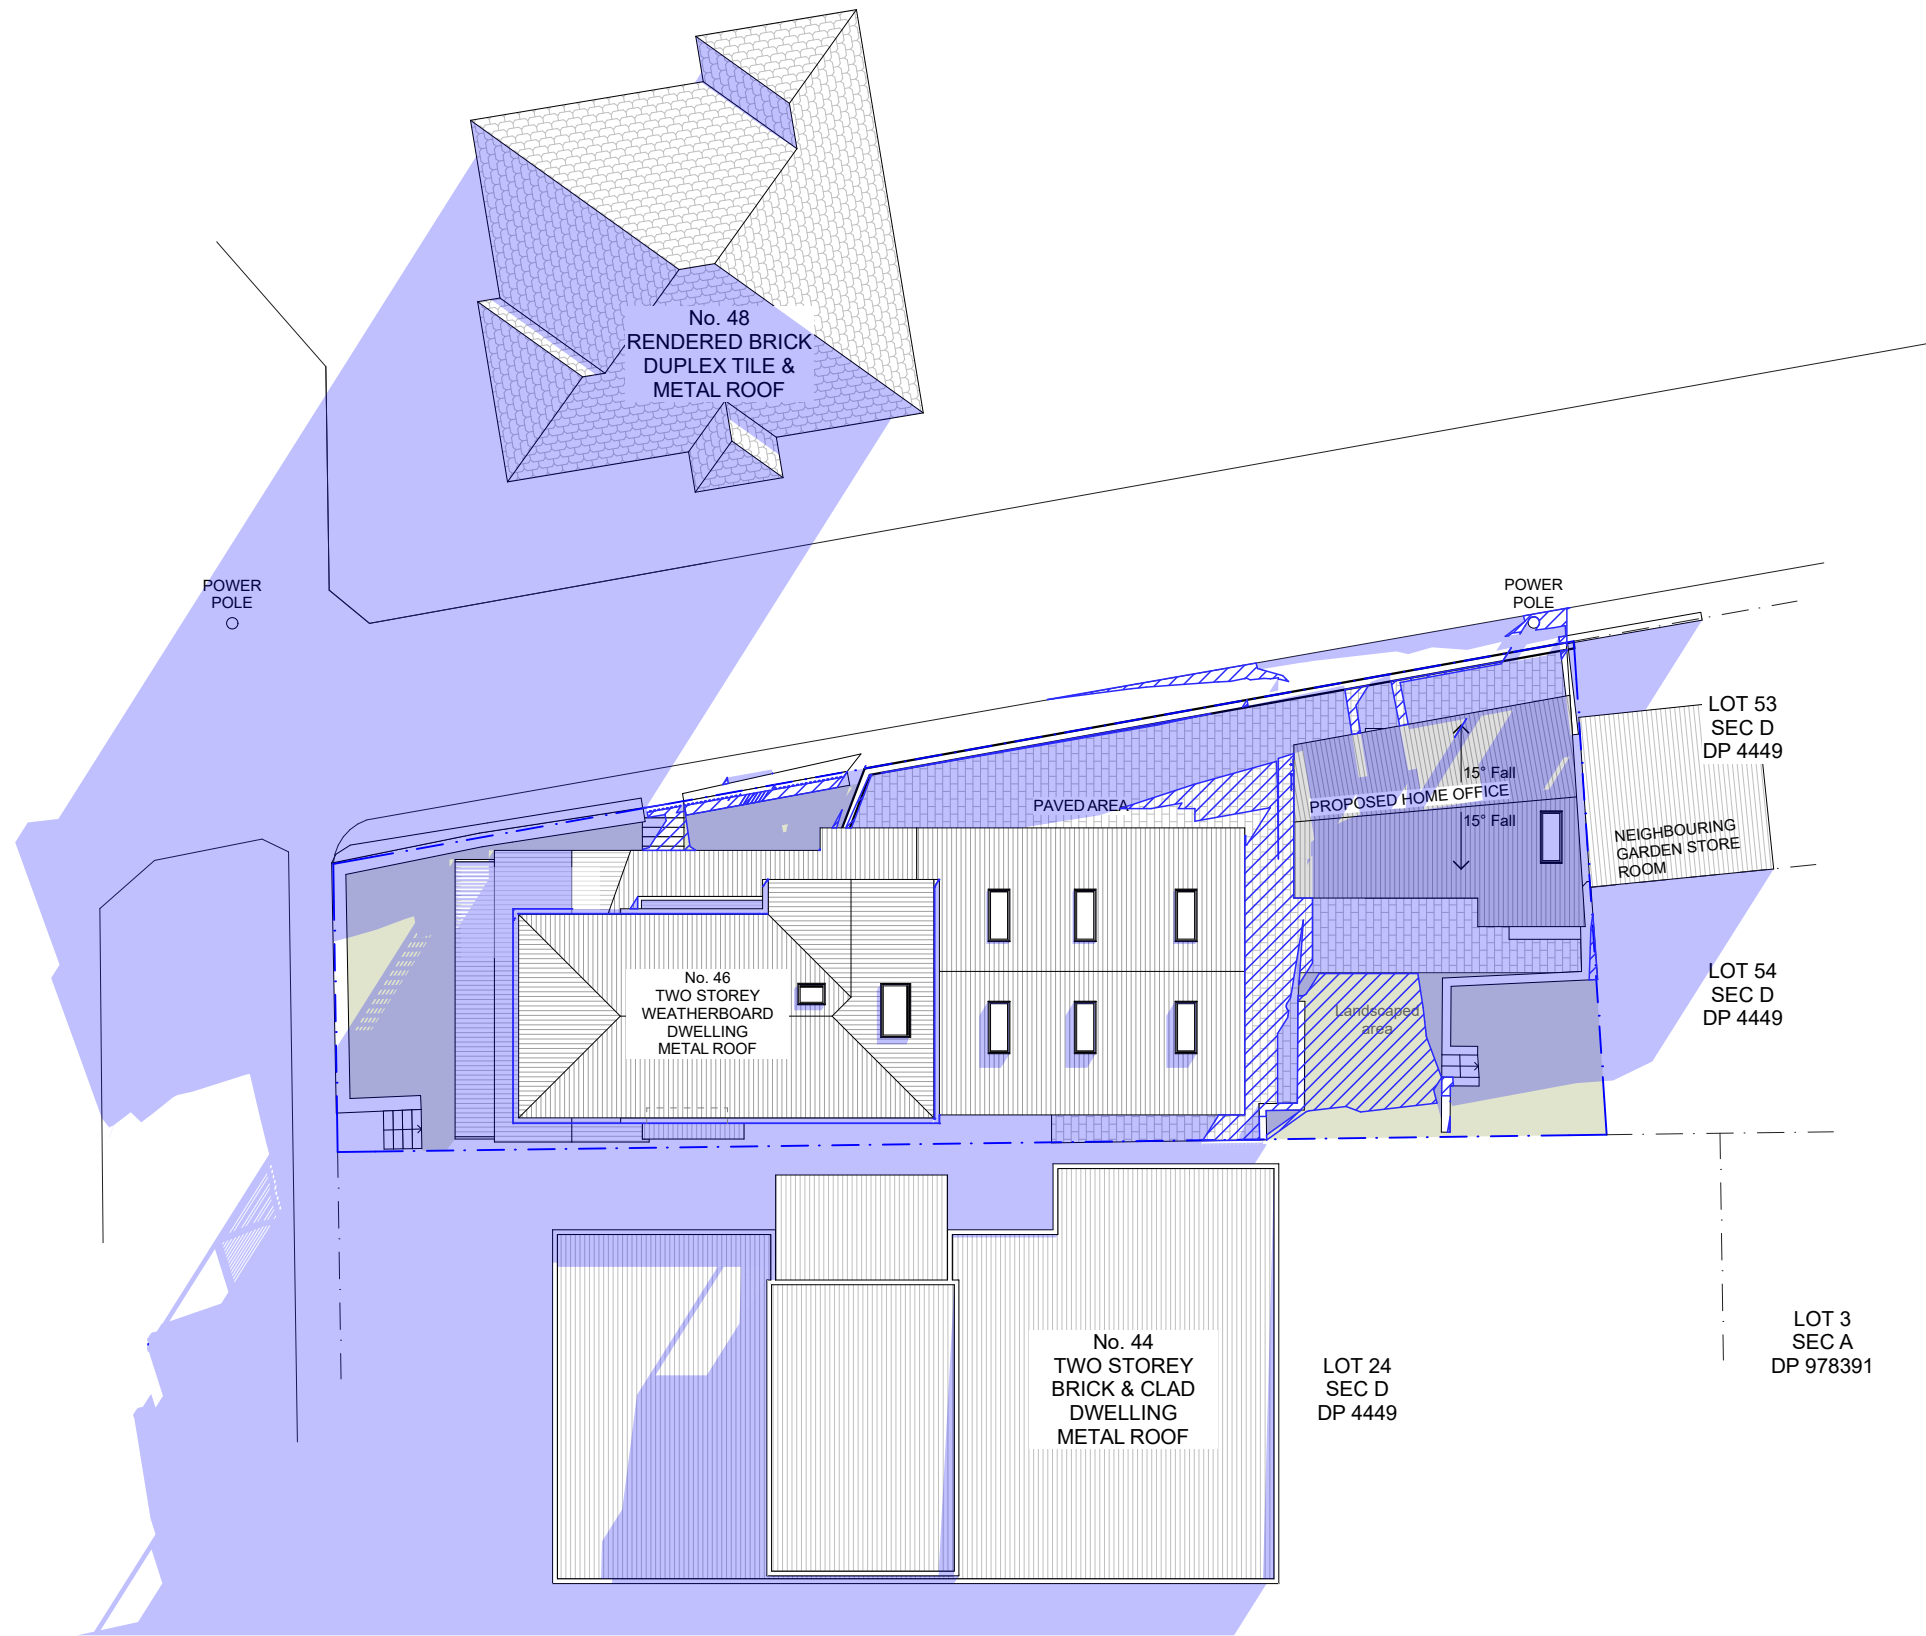 No. 48
RENDERED BRICK
DUPLEX TILE &
METAL ROOF
POWER
POLE
POWER
POLE
LOT 53
SEC D
DP 4449
15° Fall
PROPOSED HOME OFFICE
15° Fall
PAVED AREA
NEIGHBOURING
GARDEN STORE
ROOM
No. 46
TWO STOREY
WEATHERBOARD
DWELLING
METAL ROOF
Landscaped
area
LOT 54
SEC D
DP 4449
No. 44
TWO STOREY
BRICK & CLAD
DWELLING
METAL ROOF
LOT 24
SEC D
DP 4449
LOT 3
SEC A
DP 978391